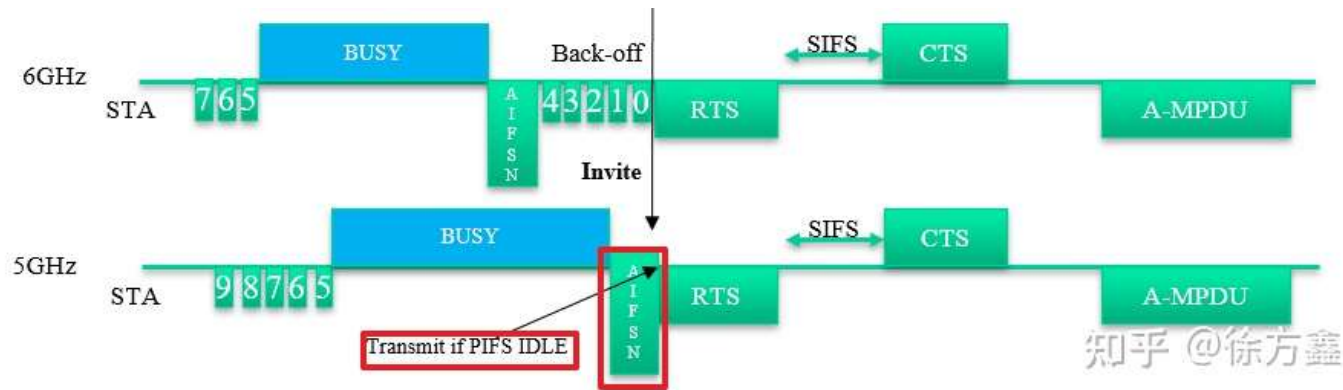 BUSY
Back-off
SIFS
CTS
6GHz
STA
7 6 5
AIFSN
4 3 2 1 0
RTS
A-MPDU
Invite
BUSY
SIFS
CTS
5GHz
STA
9 8 7 6 5
AIFSN
RTS
A-MPDU
Transmit if PIFS IDLE
知乎 @徐方鑫